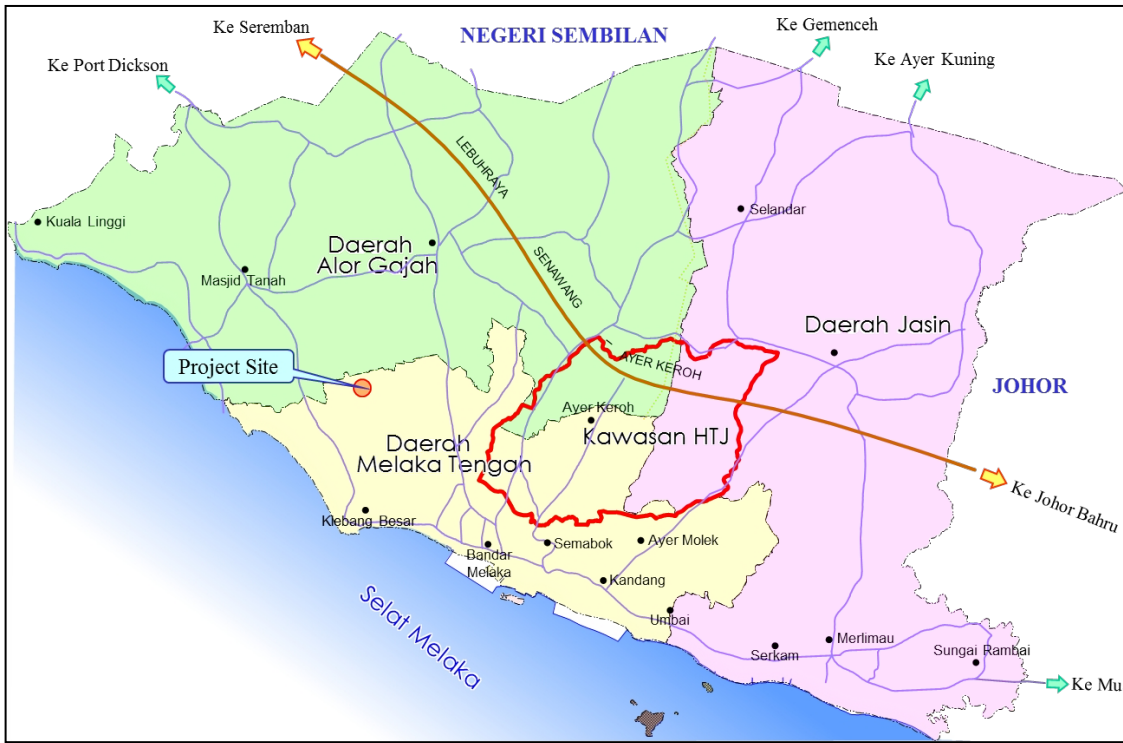 Ke Seremban
NEGERI SEMBILAN
Ke Gemenceh
Ke Port Dickson
Ke Ayer Kuning
LEBUHRAYA
Kuala Linggi
Selandar
Daerah
Alor Gajah
Masjid Tanah
SENAWANG
Daerah Jasin
Project Site
AYER KEROH
JOHOR
Ayer Keroh
Kawasan HTJ
Daerah
Melaka Tengah
Ke Johor Bahru
Klebang Besar
Bandar
Melaka
Semabok
Ayer Molek
Kandang
Umbai
Selat Melaka
Serkam
Merlimau
Sungai Rambai
Ke Mu